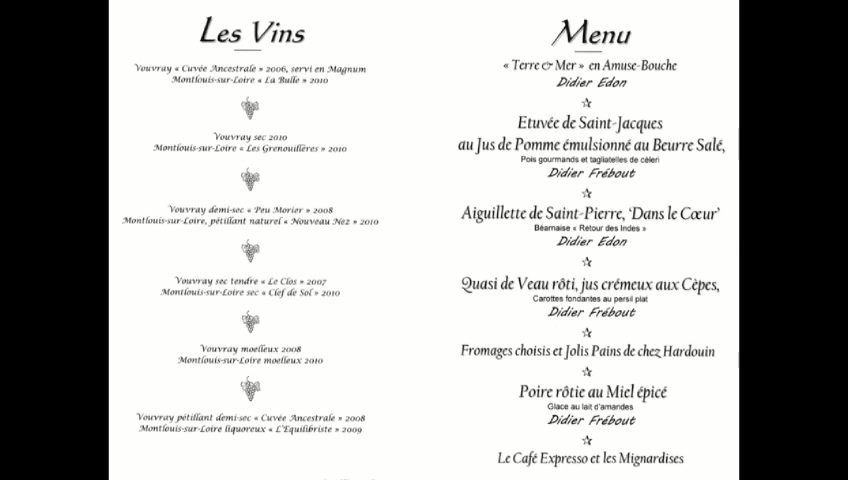 Les Vins
Vouvray « Cuvée Ancestrale » 2006, servi en Magnum
Montlouis-sur-Loire « La Bulle » 2010
Vouvray sec 2010
Montlouis-sur-Loire « Les Grenouillères » 2010
Vouvray demi-sec « Peu Morier » 2008
Montlouis-sur-Loire, pétillant naturel « Nouveau Nez » 2010
Vouvray sec tendre « Le Clos » 2007
Montlouis-sur-Loire sec « Clef de Sol » 2010
Vouvray moelleux 2008
Montlouis-sur-Loire moelleux 2010
Vouvray pétillant demi-sec « Cuvée Ancestrale » 2008
Montlouis-sur-Loire liquoreux « L'Equilibriste » 2009
Menu
« Terre & Mer » en Amuse-Bouche
Didier Edon
Etuvée de Saint-Jacques
au Jus de Pomme émulsionné au Beurre Salé,
Pois gourmands et tagliatelles de céleri
Didier Frébout
Aiguillette de Saint-Pierre, 'Dans le Cœur'
Béarnaise « Retour des Indes »
Didier Edon
Quasi de Veau rôti, jus crémeux aux Cèpes,
Carottes fondantes au persil plat
Didier Frébout
Fromages choisis et Jolis Pains de chez Hardouin
Poire rôtie au Miel épicé
Glace au lait d'amandes
Didier Frébout
Le Café Expresso et les Mignardises